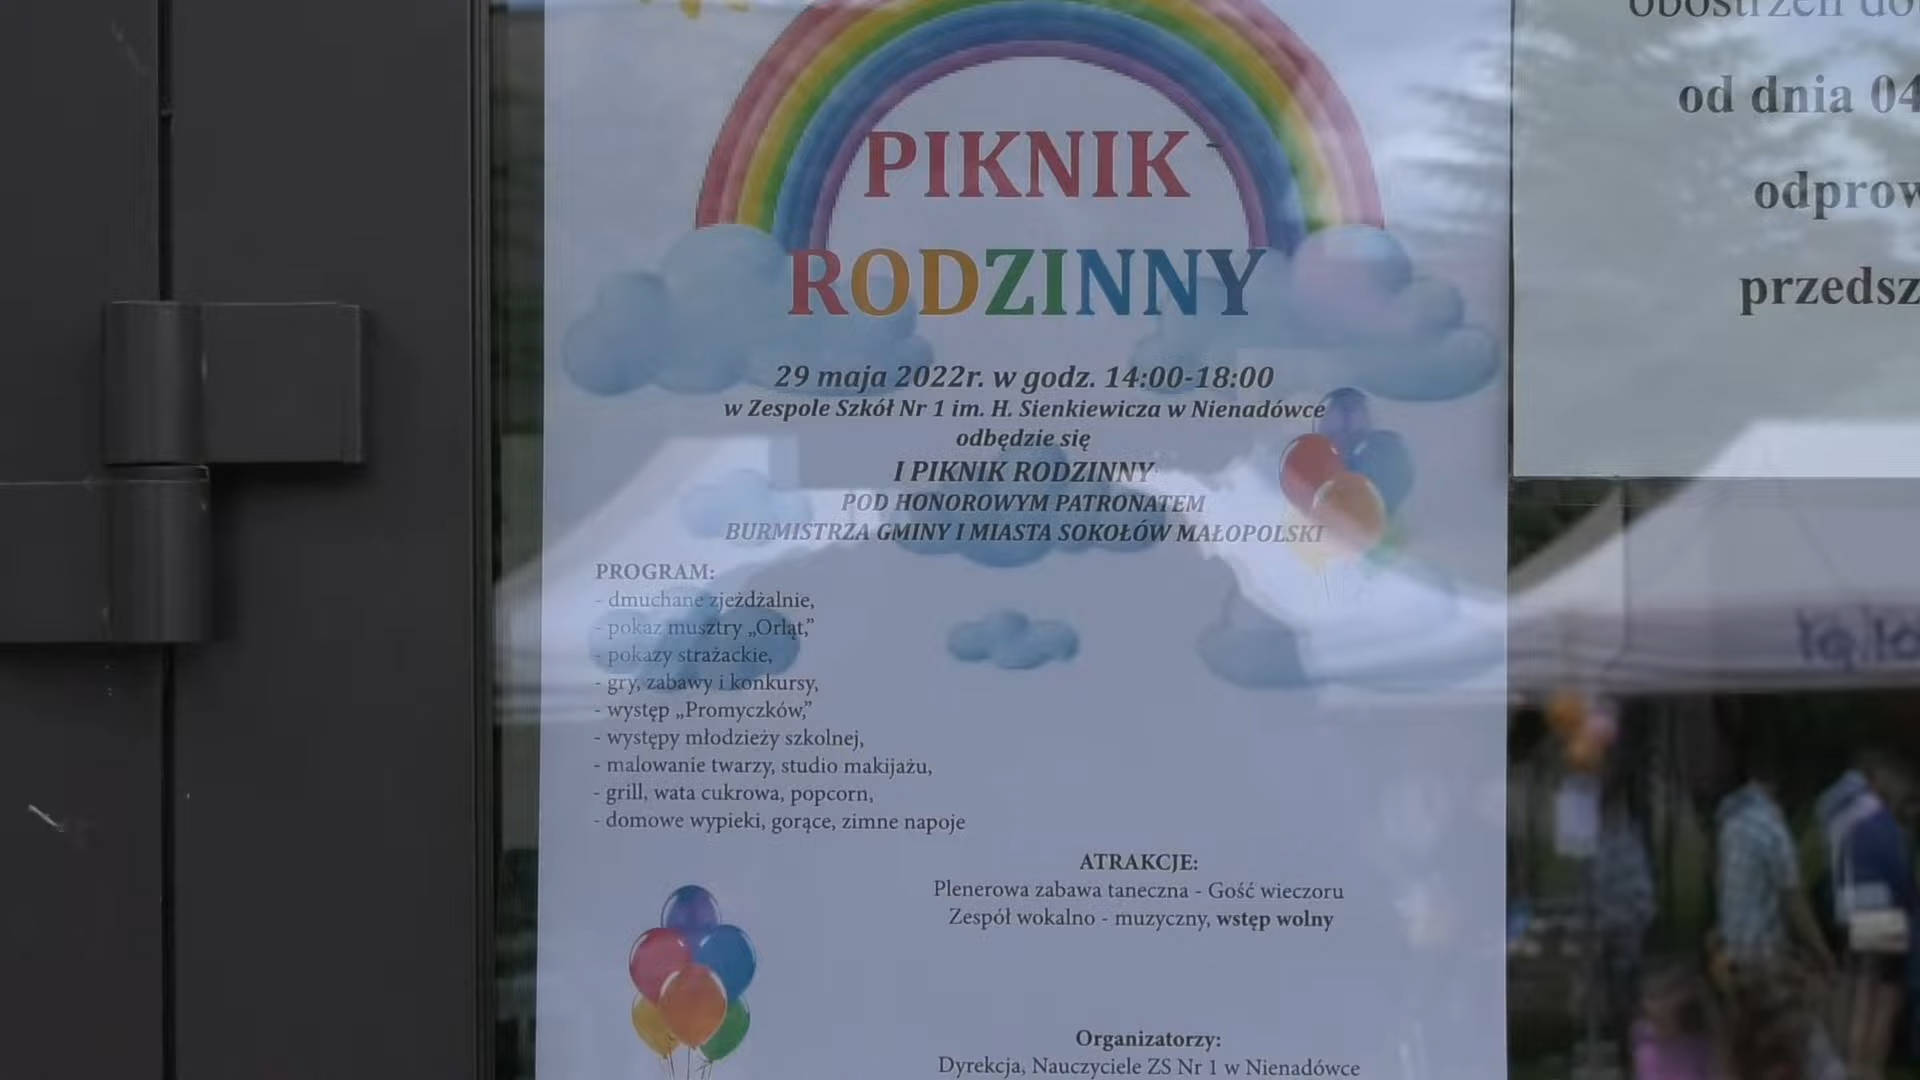 PIKNIK
RODZINNY
29 maja 2022r. w godz. 14:00-18:00
w Zespole Szkół Nr 1 im. H. Sienkiewicza w Nienadówce
odbędzie się
I PIKNIK RODZINNY
POD HONOROWYM PATRONATEM
BURMISTRZA GMINY I MIASTA SOKOŁÓW MAŁOPOLSKI
PROGRAM:
- dmuchane zjeżdżalnie,
- pokaz musztry „Orląt,”
- pokazy strażackie,
- gry, zabawy i konkursy,
- występ „Promyczków,”
- występy młodzieży szkolnej,
- malowanie twarzy, studio makijażu,
- grill, wata cukrowa, popcorn,
- domowe wypieki, gorące, zimne napoje
ATRAKCJE:
Plenerowa zabawa taneczna - Gość wieczoru
Zespół wokalno - muzyczny, wstęp wolny
Organizatorzy:
Dyrekcja, Nauczyciele ZS Nr 1 w Nienadówce
od dnia 04
odprow
przedsz